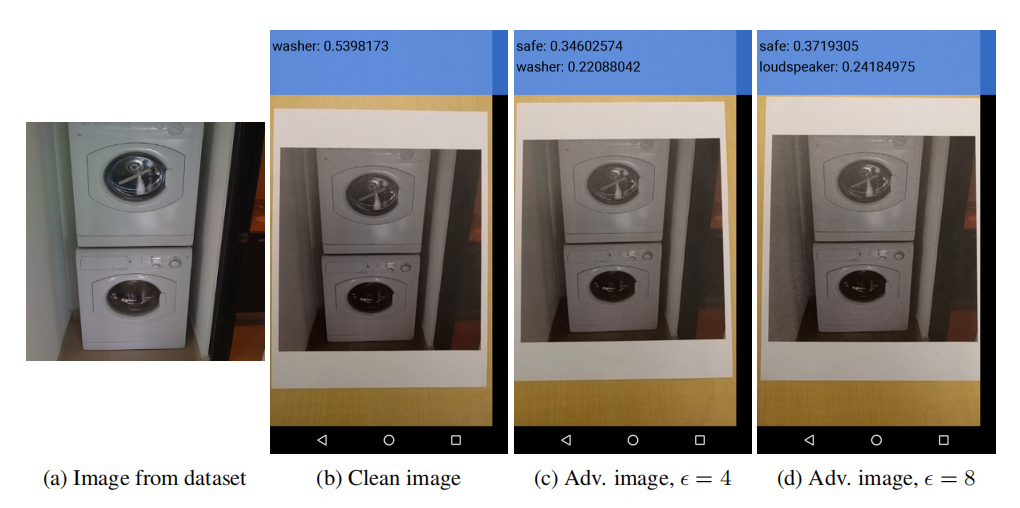 washer: 0.5398173
safe: 0.34602574
washer: 0.22088042
safe: 0.3719305
loudspeaker: 0.24184975
(a) Image from dataset
(b) Clean image
(c) Adv. image, ϵ = 4
(d) Adv. image, ϵ = 8